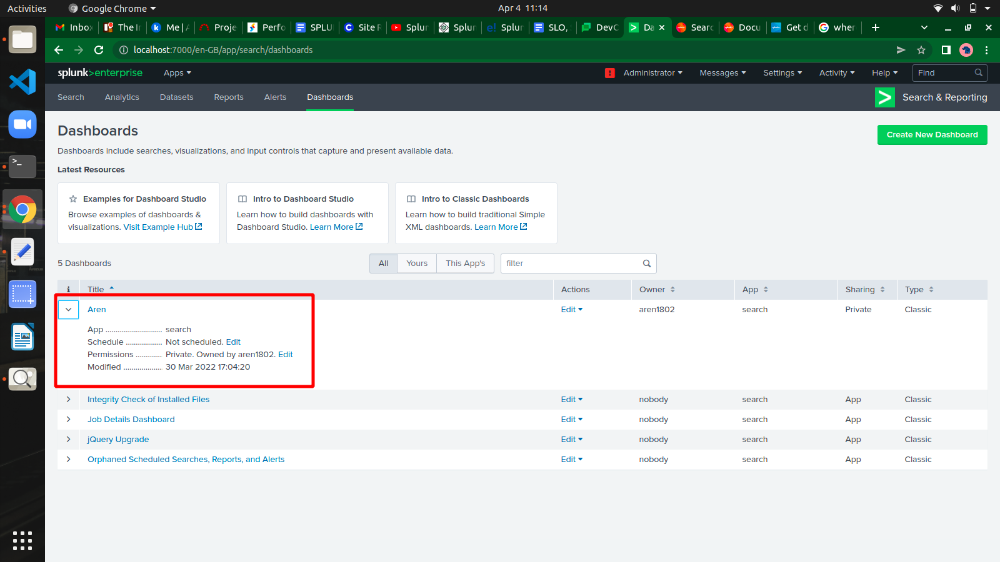 Activities
Google Chrome
Apr 4 11:14
Inbox
The In
Me | A
Proje
Perfo
SPLU
Site R
Splun
Splun
Splun
SLO,
DevC
Da
Searc
Docu
Get d
wher
localhost:7000/en-GB/app/search/dashboards
splunk>enterprise
Apps
!
Administrator
Messages
Settings
Activity
Help
Find
Search
Analytics
Datasets
Reports
Alerts
Dashboards
Search & Reporting
Dashboards
Create New Dashboard
Dashboards include searches, visualizations, and input controls that capture and present available data.
Latest Resources
Examples for Dashboard Studio
Browse examples of dashboards &
visualizations. Visit Example Hub
Intro to Dashboard Studio
Learn how to build dashboards with
Dashboard Studio. Learn More
Intro to Classic Dashboards
Learn how to build traditional Simple
XML dashboards. Learn More
5 Dashboards
All
Yours
This App's
filter
i Title Actions Owner App Sharing Type
Aren Edit aren1802 search Private Classic
App ............................ search
Schedule .................. Not scheduled. Edit
Permissions ............. Private. Owned by aren1802. Edit
Modified ................... 30 Mar 2022 17:04:20
Integrity Check of Installed Files Edit nobody search App Classic
Job Details Dashboard Edit nobody search App Classic
jQuery Upgrade Edit nobody search App Classic
Orphaned Scheduled Searches, Reports, and Alerts Edit nobody search App Classic